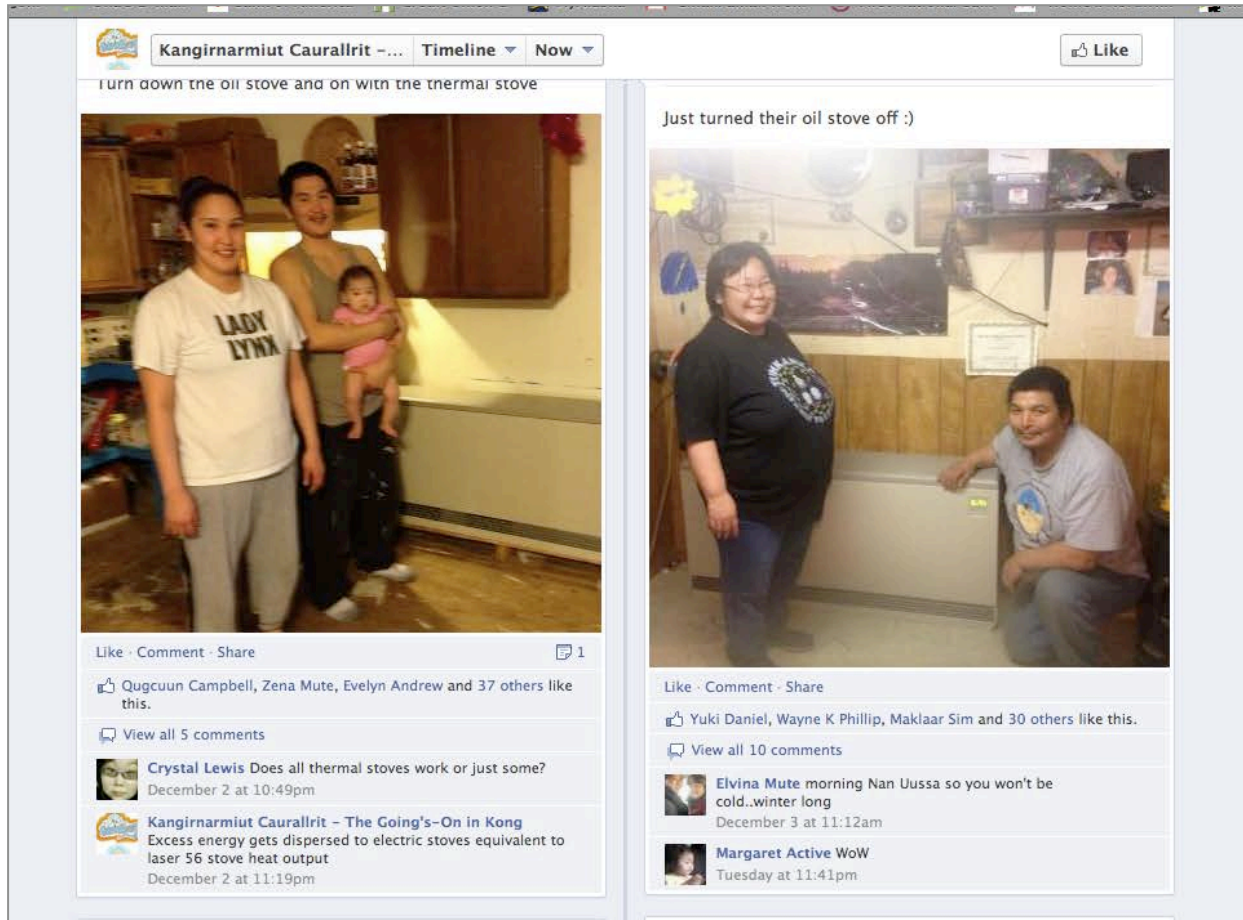 Kangirnarmiut Caurallrit –... Timeline Now Like
Turn down the oil stove and on with the thermal stove
LADY
LYNX
Like · Comment · Share 1
Qugcuun Campbell, Zena Mute, Evelyn Andrew and 37 others like
this.
View all 5 comments
Crystal Lewis Does all thermal stoves work or just some?
December 2 at 10:49pm
Kangirnarmiut Caurallrit – The Going's-On in Kong
Excess energy gets dispersed to electric stoves equivalent to
laser 56 stove heat output
December 2 at 11:19pm
Just turned their oil stove off :)
Like · Comment · Share
Yuki Daniel, Wayne K Phillip, Maklaar Sim and 30 others like this.
View all 10 comments
Elvina Mute morning Nan Uussa so you won't be
cold..winter long
December 3 at 11:12am
Margaret Active WoW
Tuesday at 11:41pm